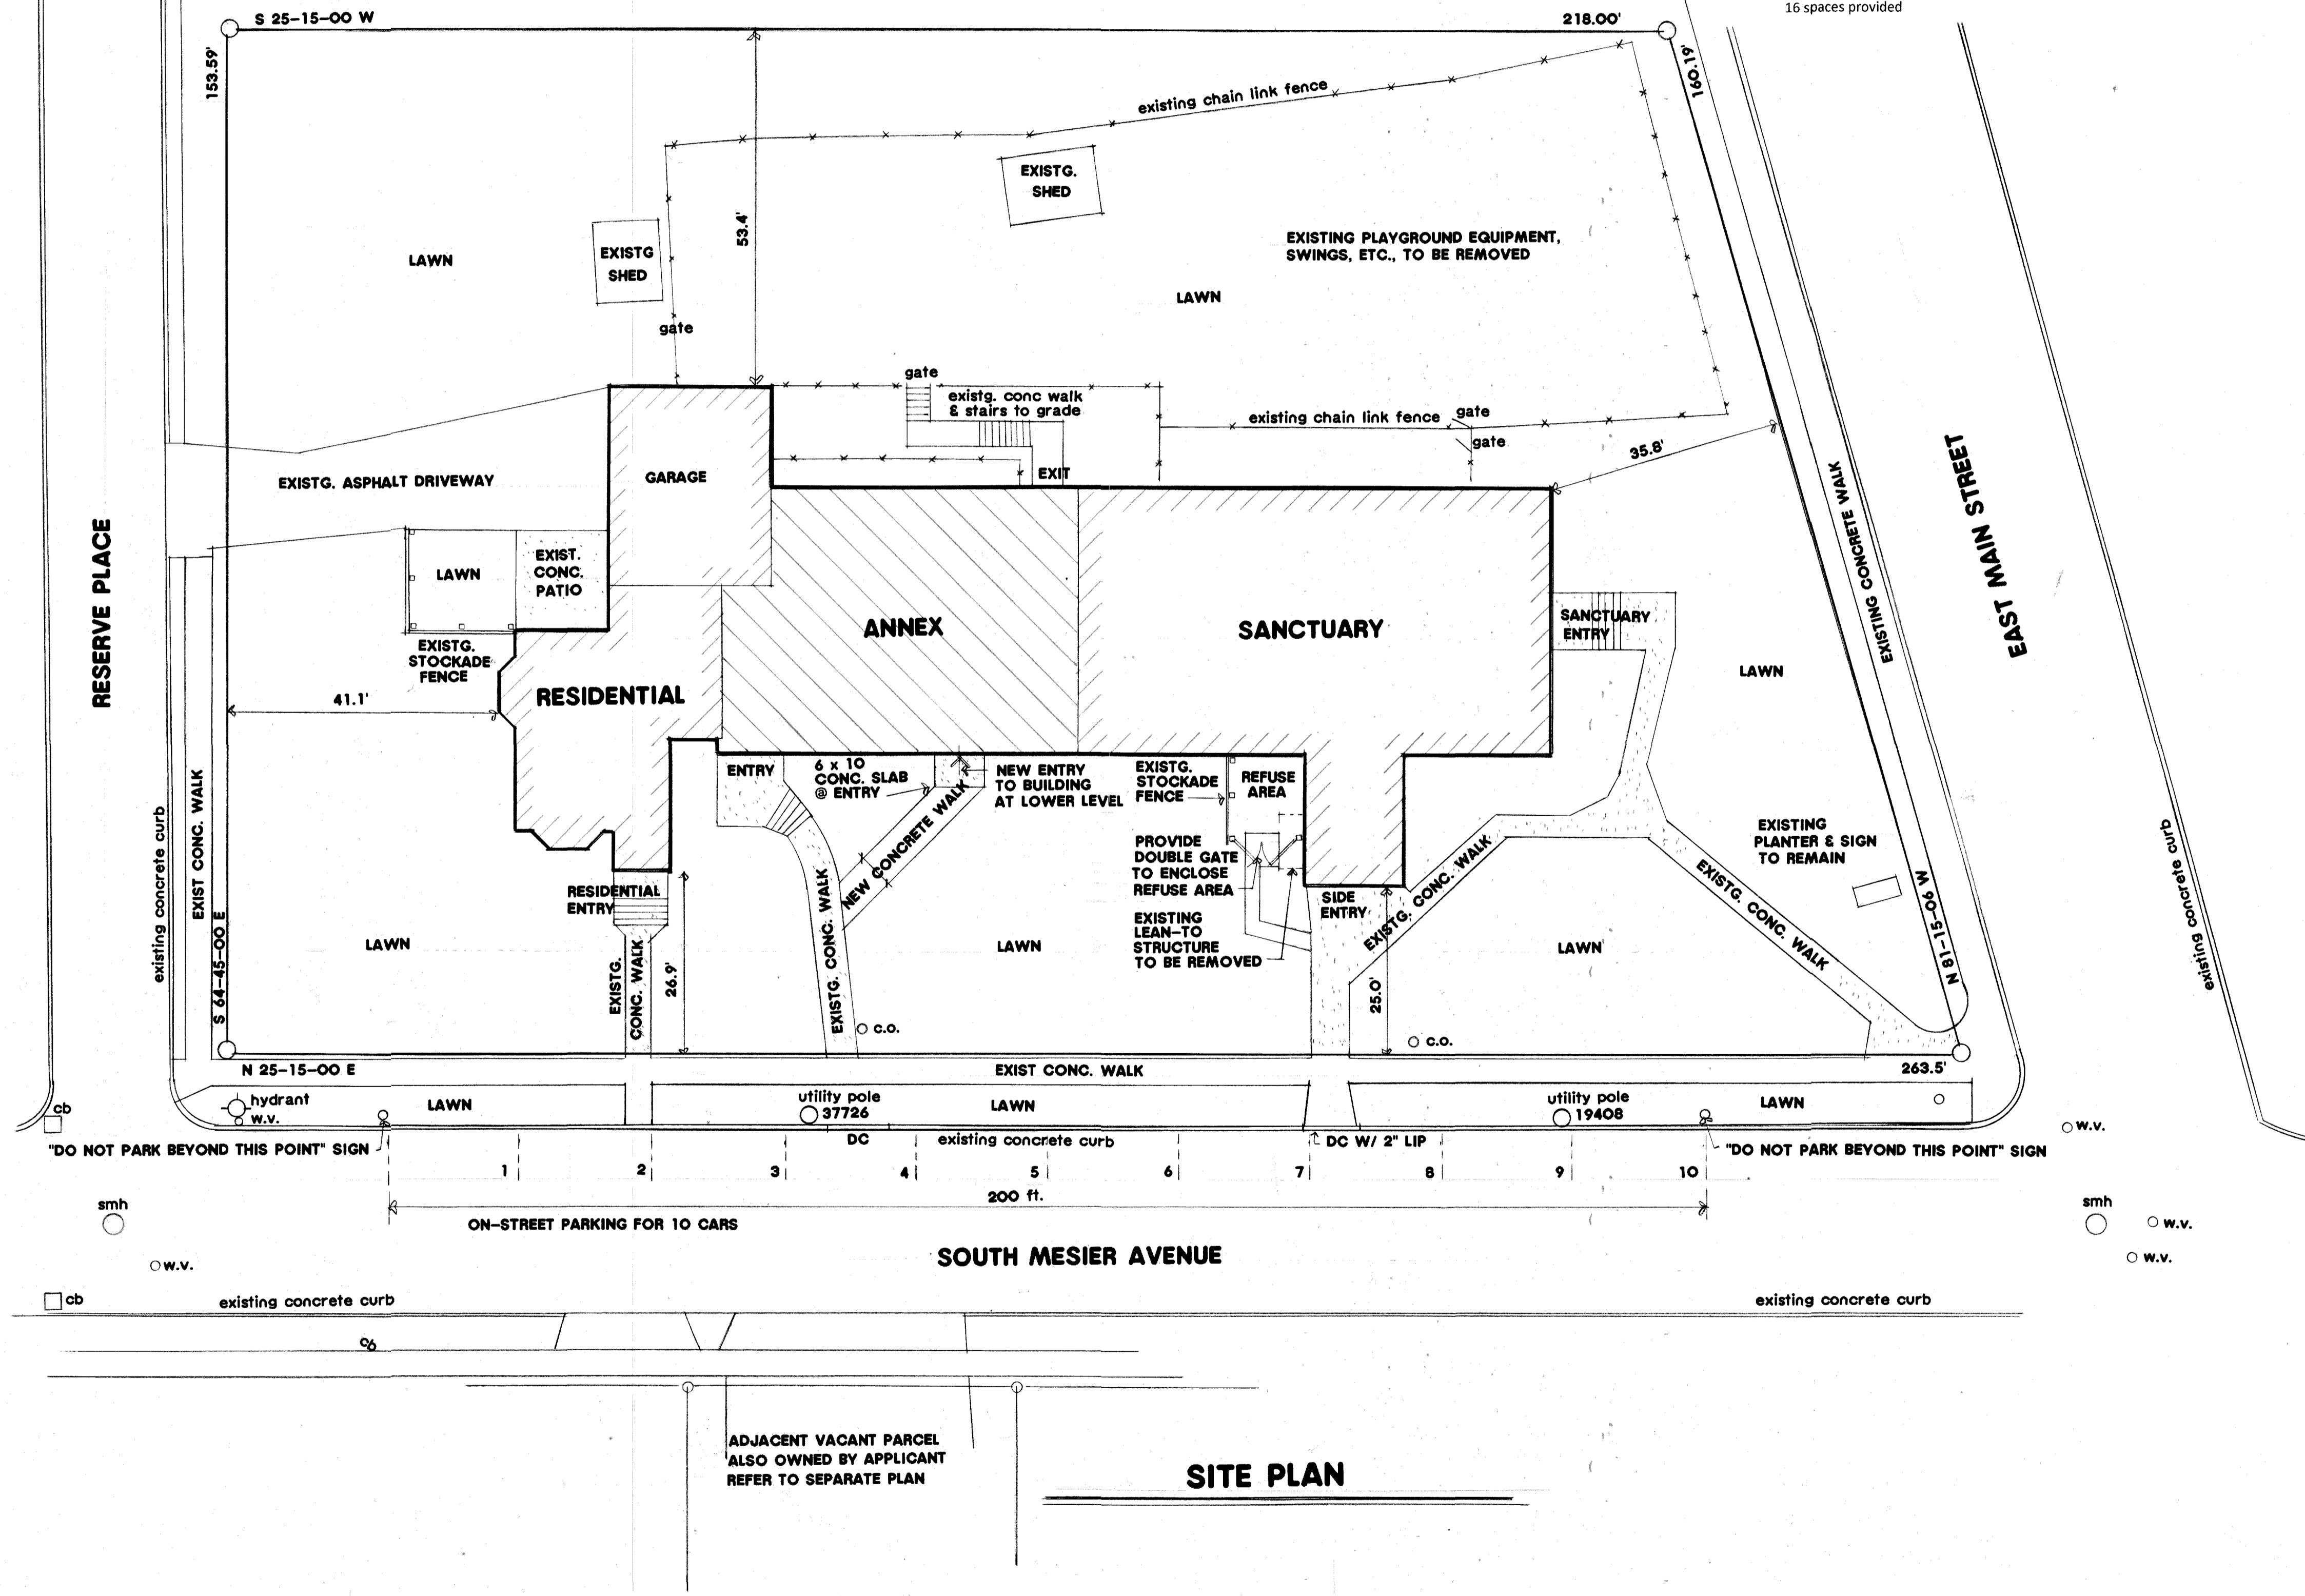 16 spaces provided
S 25-15-00 W
218.00'
153.59'
160.19'
existing chain link fence
EXISTG.
SHED
53.4'
EXISTG
SHED
LAWN
EXISTING PLAYGROUND EQUIPMENT,
SWINGS, ETC., TO BE REMOVED
LAWN
gate
gate
existg. conc walk
& stairs to grade
existing chain link fence
gate
gate
35.8'
EXIT
GARAGE
EXISTG. ASPHALT DRIVEWAY
RESERVE PLACE
EAST MAIN STREET
EXISTING CONCRETE WALK
LAWN
EXIST.
CONC.
PATIO
EXISTG.
STOCKADE
FENCE
41.1'
RESIDENTIAL
ANNEX
SANCTUARY
SANCTUARY
ENTRY
LAWN
ENTRY
6 x 10
CONC. SLAB
@ ENTRY
NEW ENTRY
TO BUILDING
AT LOWER LEVEL
EXISTG.
STOCKADE
FENCE
REFUSE
AREA
NEW CONCRETE WALK
PROVIDE
DOUBLE GATE
TO ENCLOSE
REFUSE AREA
EXISTING
LEAN-TO
STRUCTURE
TO BE REMOVED
SIDE
ENTRY
EXISTG. CONC. WALK
EXISTG. CONC. WALK
EXISTING
PLANTER & SIGN
TO REMAIN
N 81-15-06 W
existing concrete curb
existing concrete curb
EXIST CONC. WALK
S 64-45-00 E
LAWN
RESIDENTIAL
ENTRY
EXISTG.
CONC. WALK
26.9'
EXISTG. CONC. WALK
C.O.
LAWN
25.0'
C.O.
LAWN
N 25-15-00 E
EXIST CONC. WALK
263.5'
cb
hydrant
w.v.
LAWN
utility pole
37726
LAWN
utility pole
19408
LAWN
w.v.
"DO NOT PARK BEYOND THIS POINT" SIGN
DC
existing concrete curb
DC W/ 2" LIP
"DO NOT PARK BEYOND THIS POINT" SIGN
1 2 3 4 5 6 7 8 9 10
200 ft.
ON-STREET PARKING FOR 10 CARS
smh
w.v.
SOUTH MESIER AVENUE
smh
w.v.
w.v.
cb
existing concrete curb
existing concrete curb
ADJACENT VACANT PARCEL
ALSO OWNED BY APPLICANT
REFER TO SEPARATE PLAN
SITE PLAN